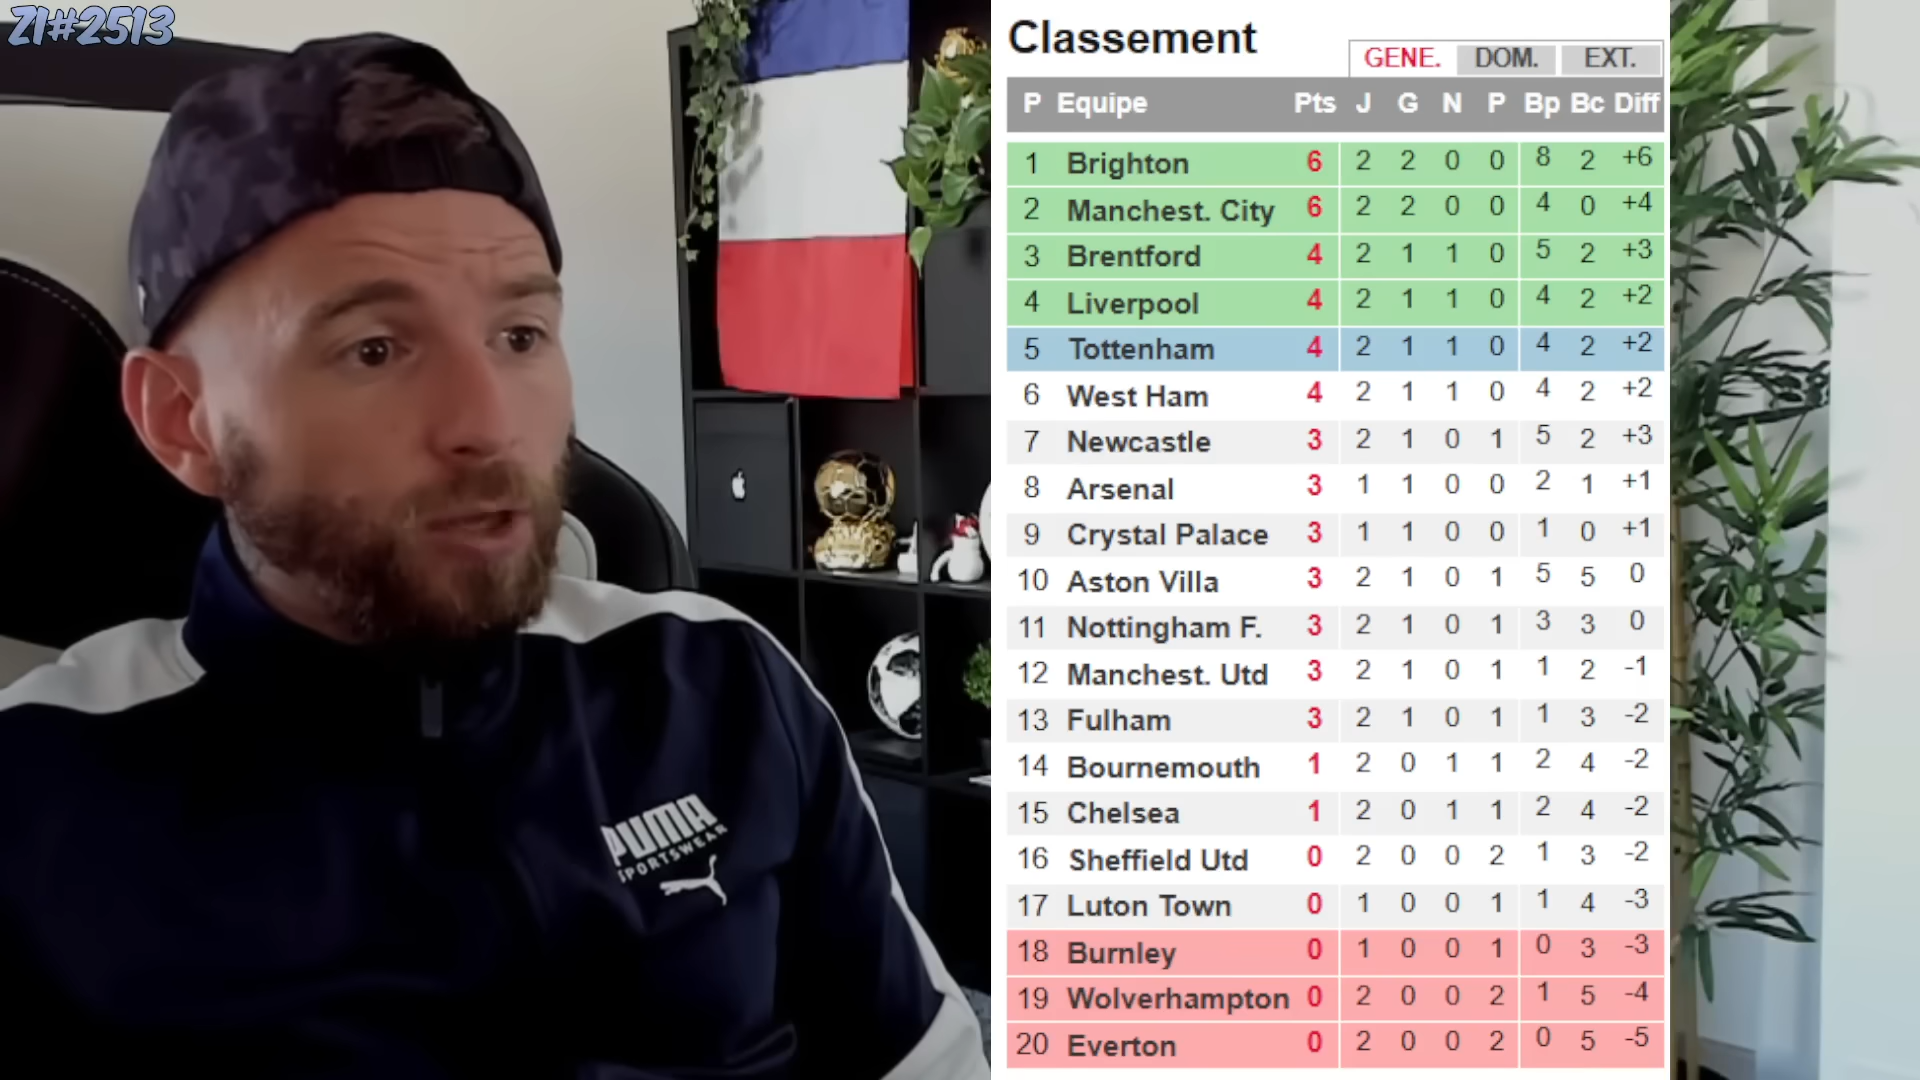 Z1#2513
Classement
GENE. DOM. EXT.
P Equipe Pts J G N P Bp Bc Diff
1 Brighton 6 2 2 0 0 8 2 +6
2 Manchest. City 6 2 2 0 0 4 0 +4
3 Brentford 4 2 1 1 0 5 2 +3
4 Liverpool 4 2 1 1 0 4 2 +2
5 Tottenham 4 2 1 1 0 4 2 +2
6 West Ham 4 2 1 1 0 4 2 +2
7 Newcastle 3 2 1 0 1 5 2 +3
8 Arsenal 3 1 1 0 0 2 1 +1
9 Crystal Palace 3 1 1 0 0 1 0 +1
10 Aston Villa 3 2 1 0 1 5 5 0
11 Nottingham F. 3 2 1 0 1 3 3 0
12 Manchest. Utd 3 2 1 0 1 1 2 -1
13 Fulham 3 2 1 0 1 1 3 -2
14 Bournemouth 1 2 0 1 1 2 4 -2
15 Chelsea 1 2 0 1 1 2 4 -2
16 Sheffield Utd 0 2 0 0 2 1 3 -2
17 Luton Town 0 1 0 0 1 1 4 -3
18 Burnley 0 1 0 0 1 0 3 -3
19 Wolverhampton 0 2 0 0 2 1 5 -4
20 Everton 0 2 0 0 2 0 5 -5
PUMA
SPORTSWEAR